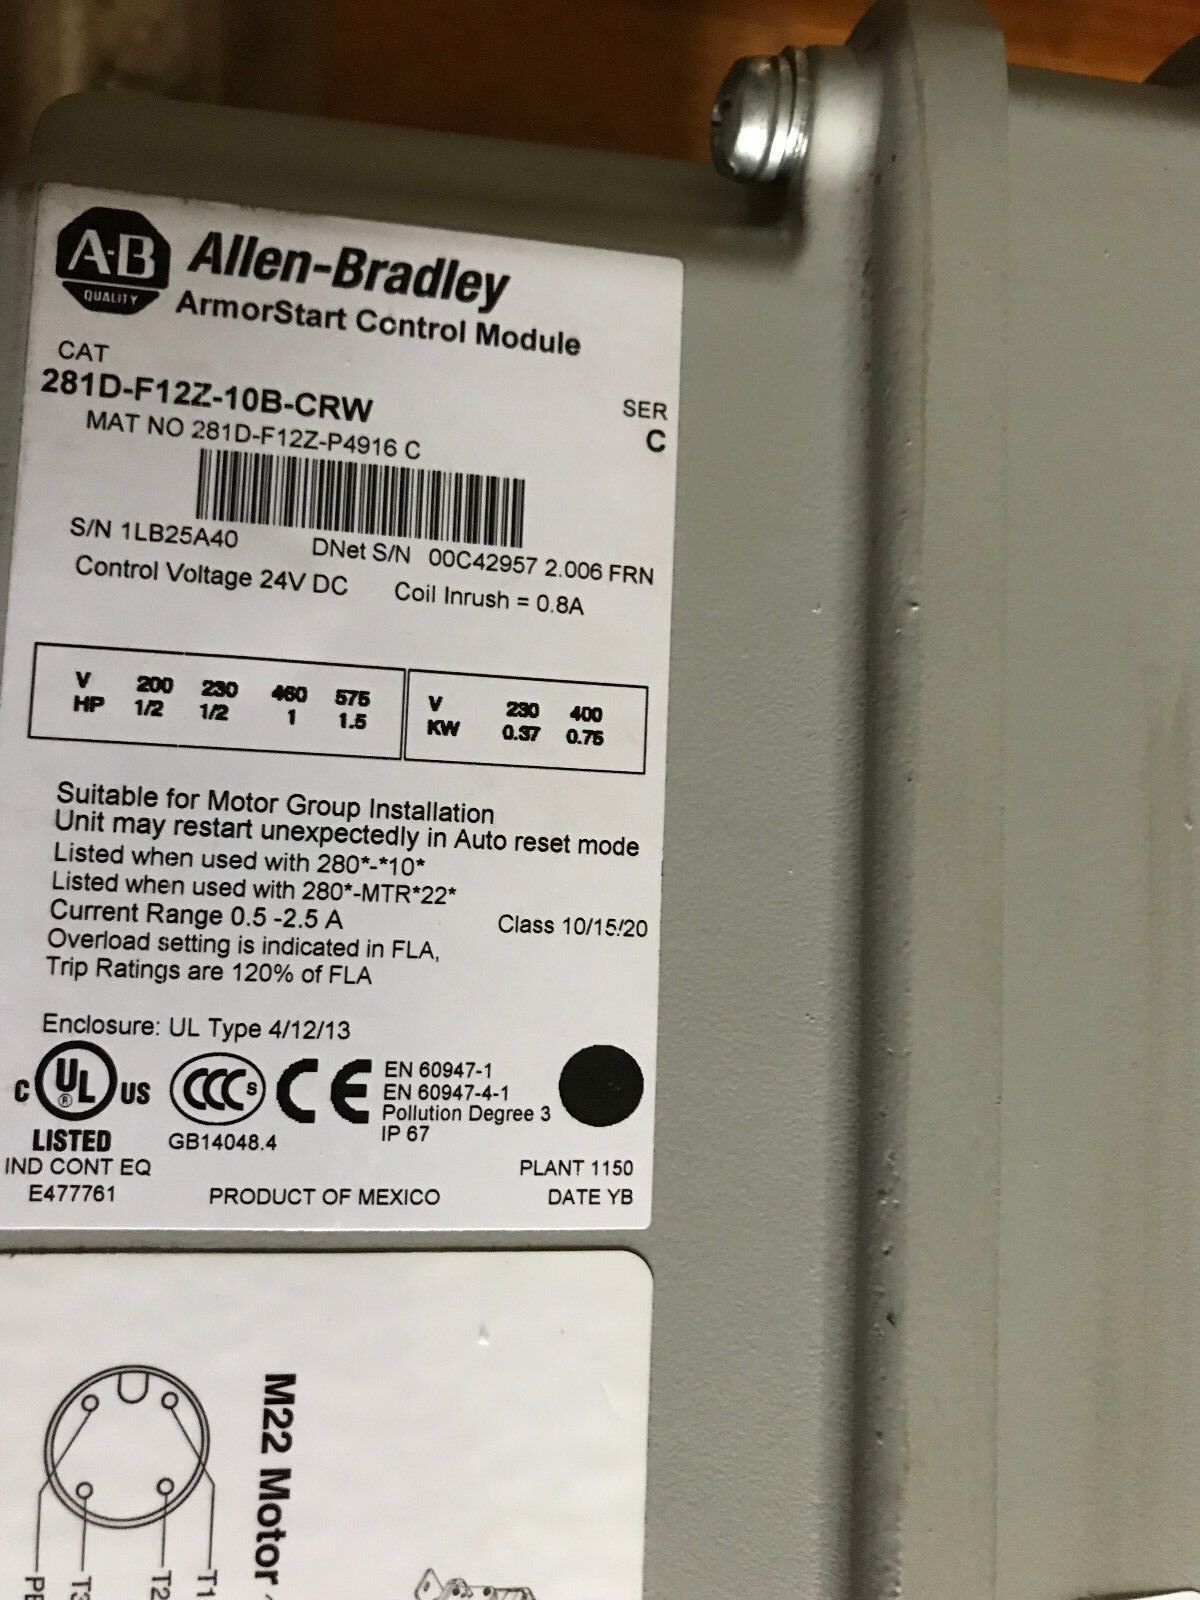 A-B
QUALITY
Allen-Bradley
ArmorStart Control Module
CAT
281D-F12Z-10B-CRW
SER
C
MAT NO 281D-F12Z-P4916 C
S/N 1LB25A40 DNet S/N 00C42957 2.006 FRN
Control Voltage 24V DC Coil Inrush = 0.8A
V 200 230 460 575
HP 1/2 1/2 1 1.5
V 230 400
KW 0.37 0.75
Suitable for Motor Group Installation
Unit may restart unexpectedly in Auto reset mode
Listed when used with 280*-*10*
Listed when used with 280*-MTR*22*
Current Range 0.5 -2.5 A Class 10/15/20
Overload setting is indicated in FLA,
Trip Ratings are 120% of FLA
Enclosure: UL Type 4/12/13
C UL ® US
LISTED
IND CONT EQ
E477761
CCC S
GB14048.4
CE
EN 60947-1
EN 60947-4-1
Pollution Degree 3
IP 67
PRODUCT OF MEXICO
PLANT 1150
DATE YB
M22 Motor
T1
T2
T3
PE